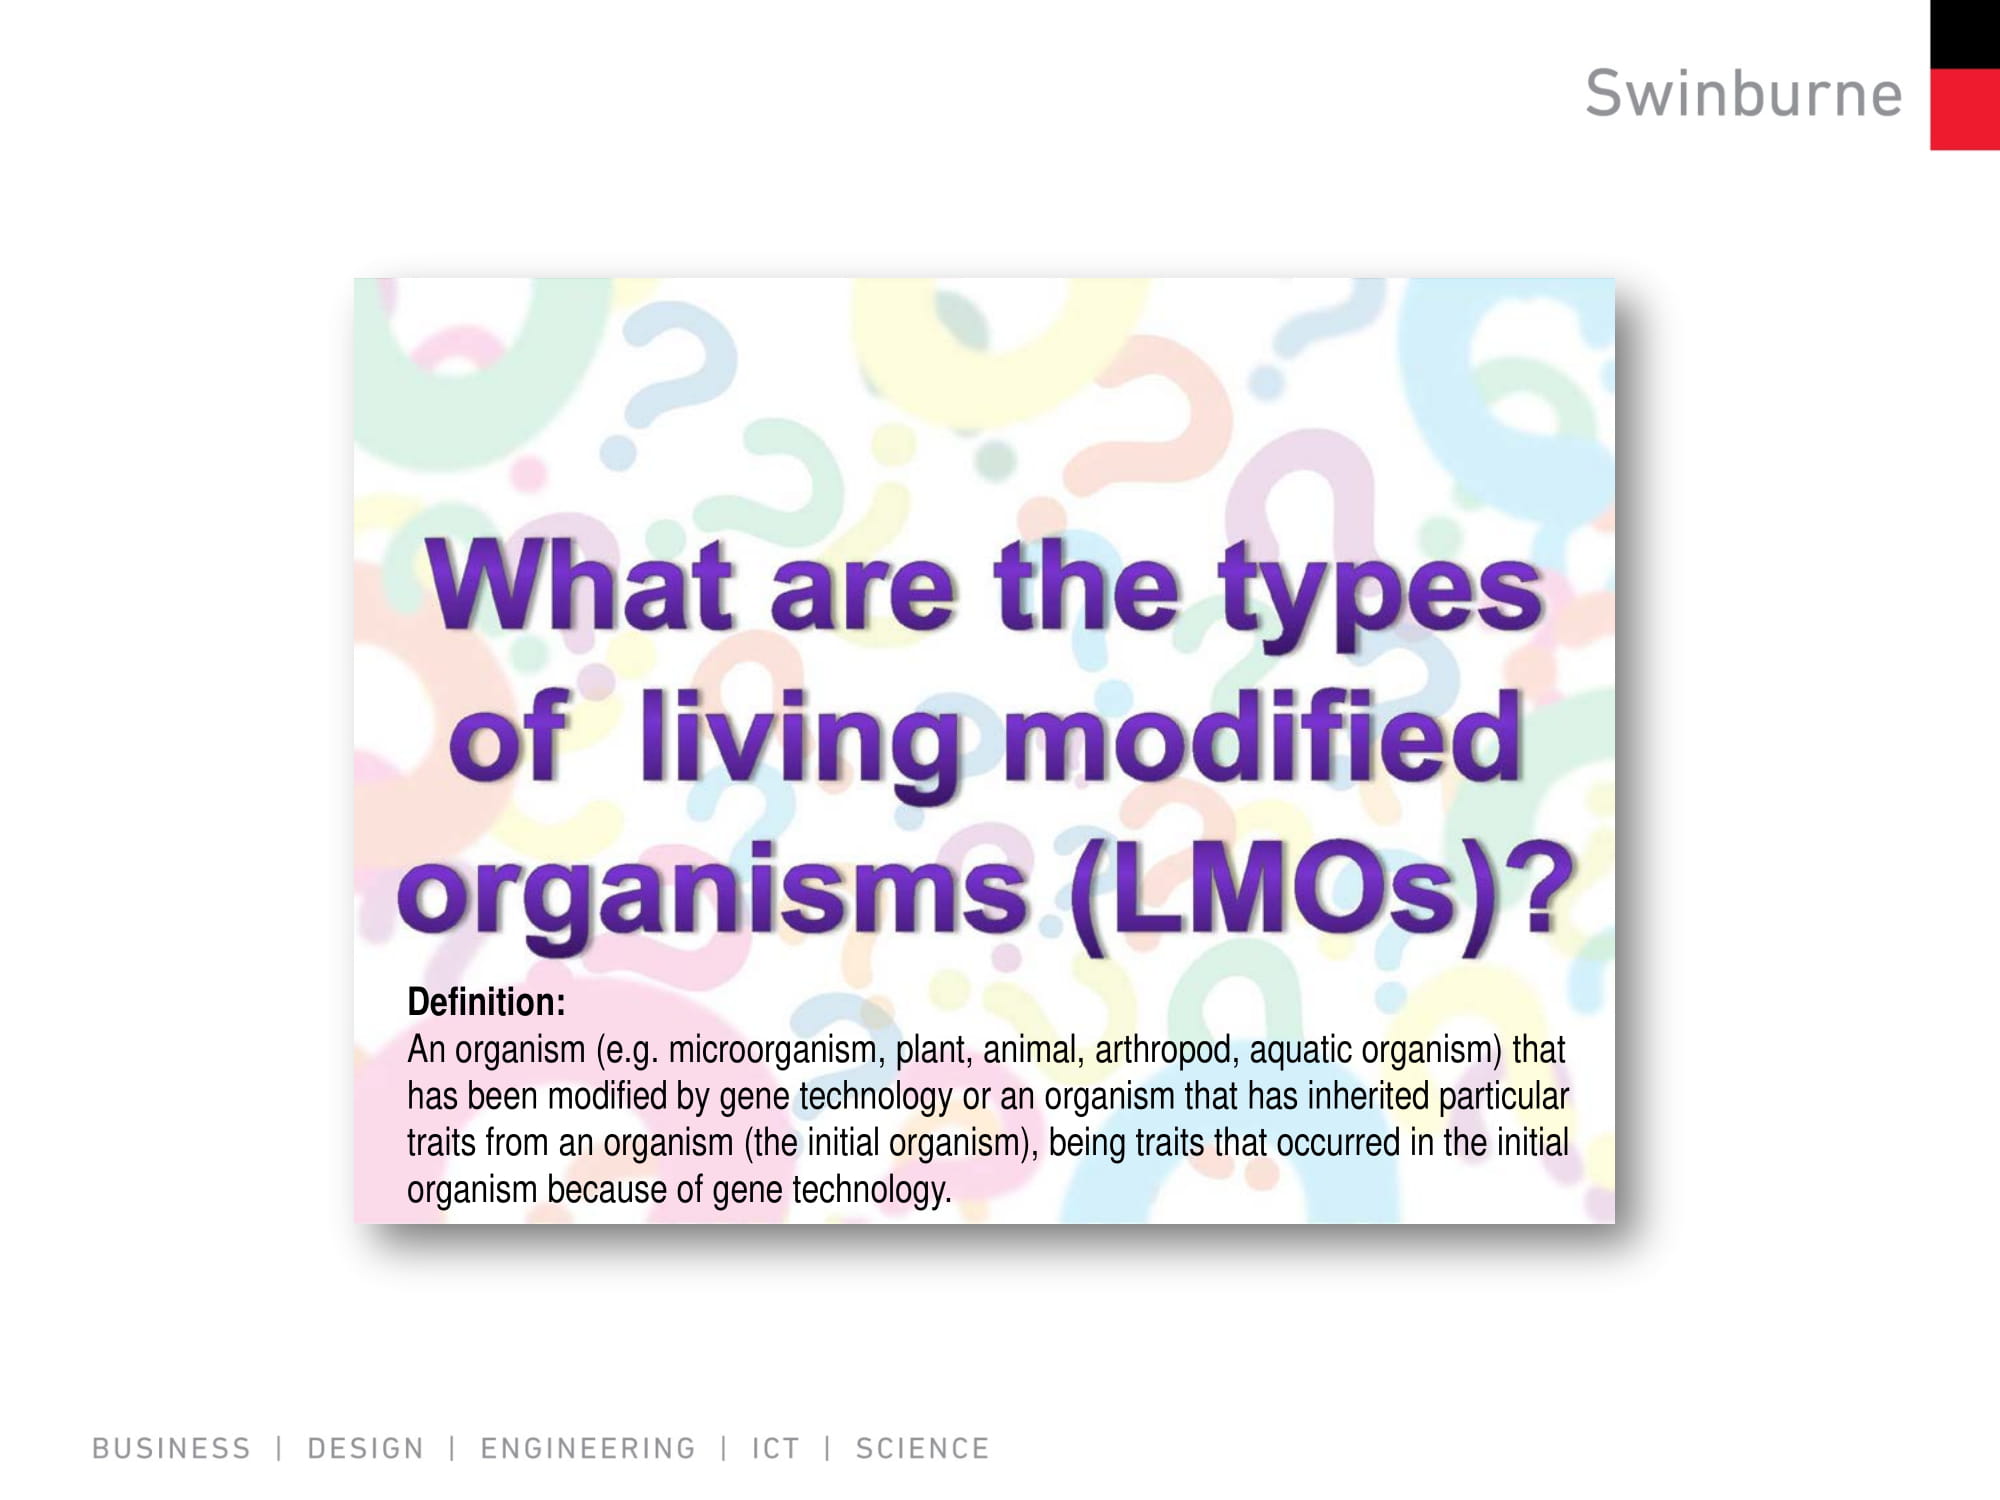 Swinburne
What are the types
of living modified
organisms (LMOs)?
Definition:
An organism (e.g. microorganism, plant, animal, arthropod, aquatic organism) that
has been modified by gene technology or an organism that has inherited particular
traits from an organism (the initial organism), being traits that occurred in the initial
organism because of gene technology.
BUSINESS | DESIGN | ENGINEERING | ICT | SCIENCE